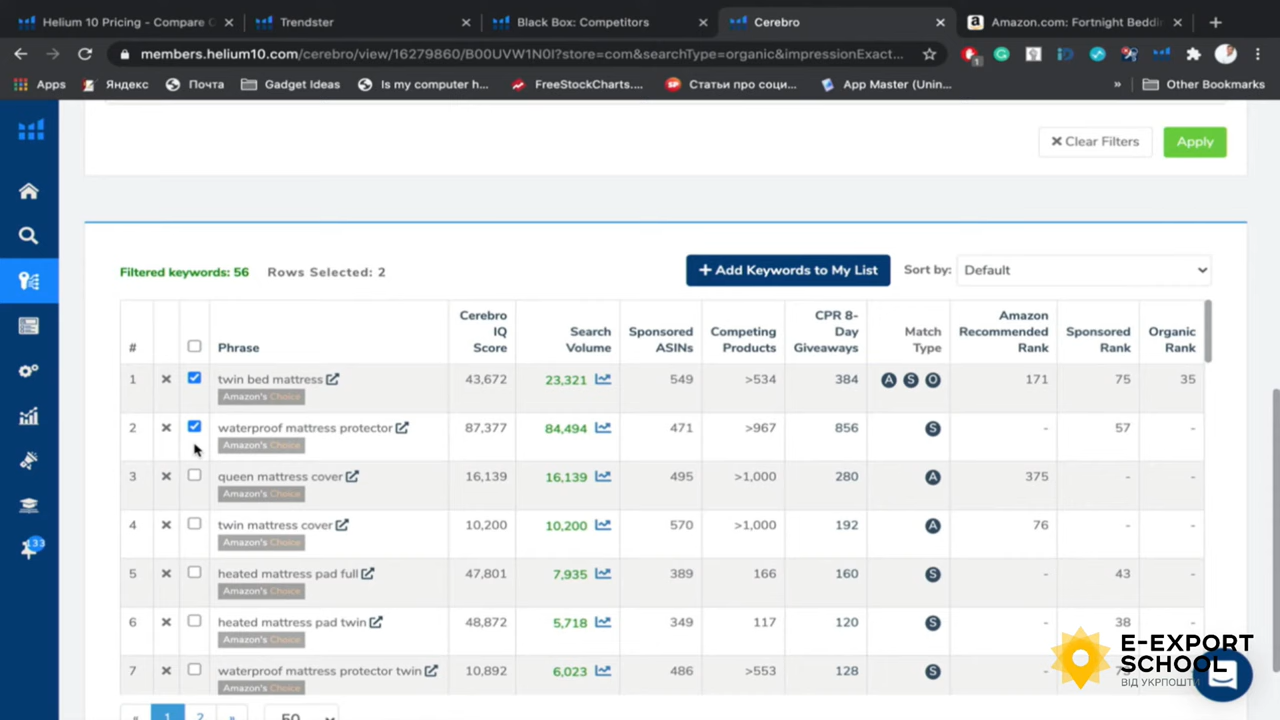 Helium 10 Pricing - Compare C
Trendster
Black Box: Competitors
Cerebro
Amazon.com: Fortnight Beddin
members.helium10.com/cerebro/view/16279860/B00UVW1N0I?store=com&searchType=organic&impressionExact...
Apps
Яндекс
Почта
Gadget Ideas
Is my computer h...
FreeStockCharts....
Статьи про соци...
App Master (Unin...
»
Other Bookmarks
Clear Filters
Apply
Filtered keywords: 56
Rows Selected: 2
+ Add Keywords to My List
Sort by:
Default
# Phrase Cerebro IQ Score Search Volume Sponsored ASINs Competing Products CPR 8-Day Giveaways Match Type Amazon Recommended Rank Sponsored Rank Organic Rank
1 twin bed mattress 43,672 23,321 549 >534 384 A S O 171 75 35
Amazon's Choice
2 waterproof mattress protector 87,377 84,494 471 >967 856 S - 57 -
Amazon's Choice
3 queen mattress cover 16,139 16,139 495 >1,000 280 A 375 - -
Amazon's Choice
4 twin mattress cover 10,200 10,200 570 >1,000 192 A 76 - -
Amazon's Choice
5 heated mattress pad full 47,801 7,935 389 166 160 S - 43 -
Amazon's Choice
6 heated mattress pad twin 48,872 5,718 349 117 120 S - 38 -
Amazon's Choice
7 waterproof mattress protector twin 10,892 6,023 486 >553 128 S -
Amazon's Choice
« 1 2 » 50
133
E-EXPORT
SCHOOL
ВІД УКРПОШТИ